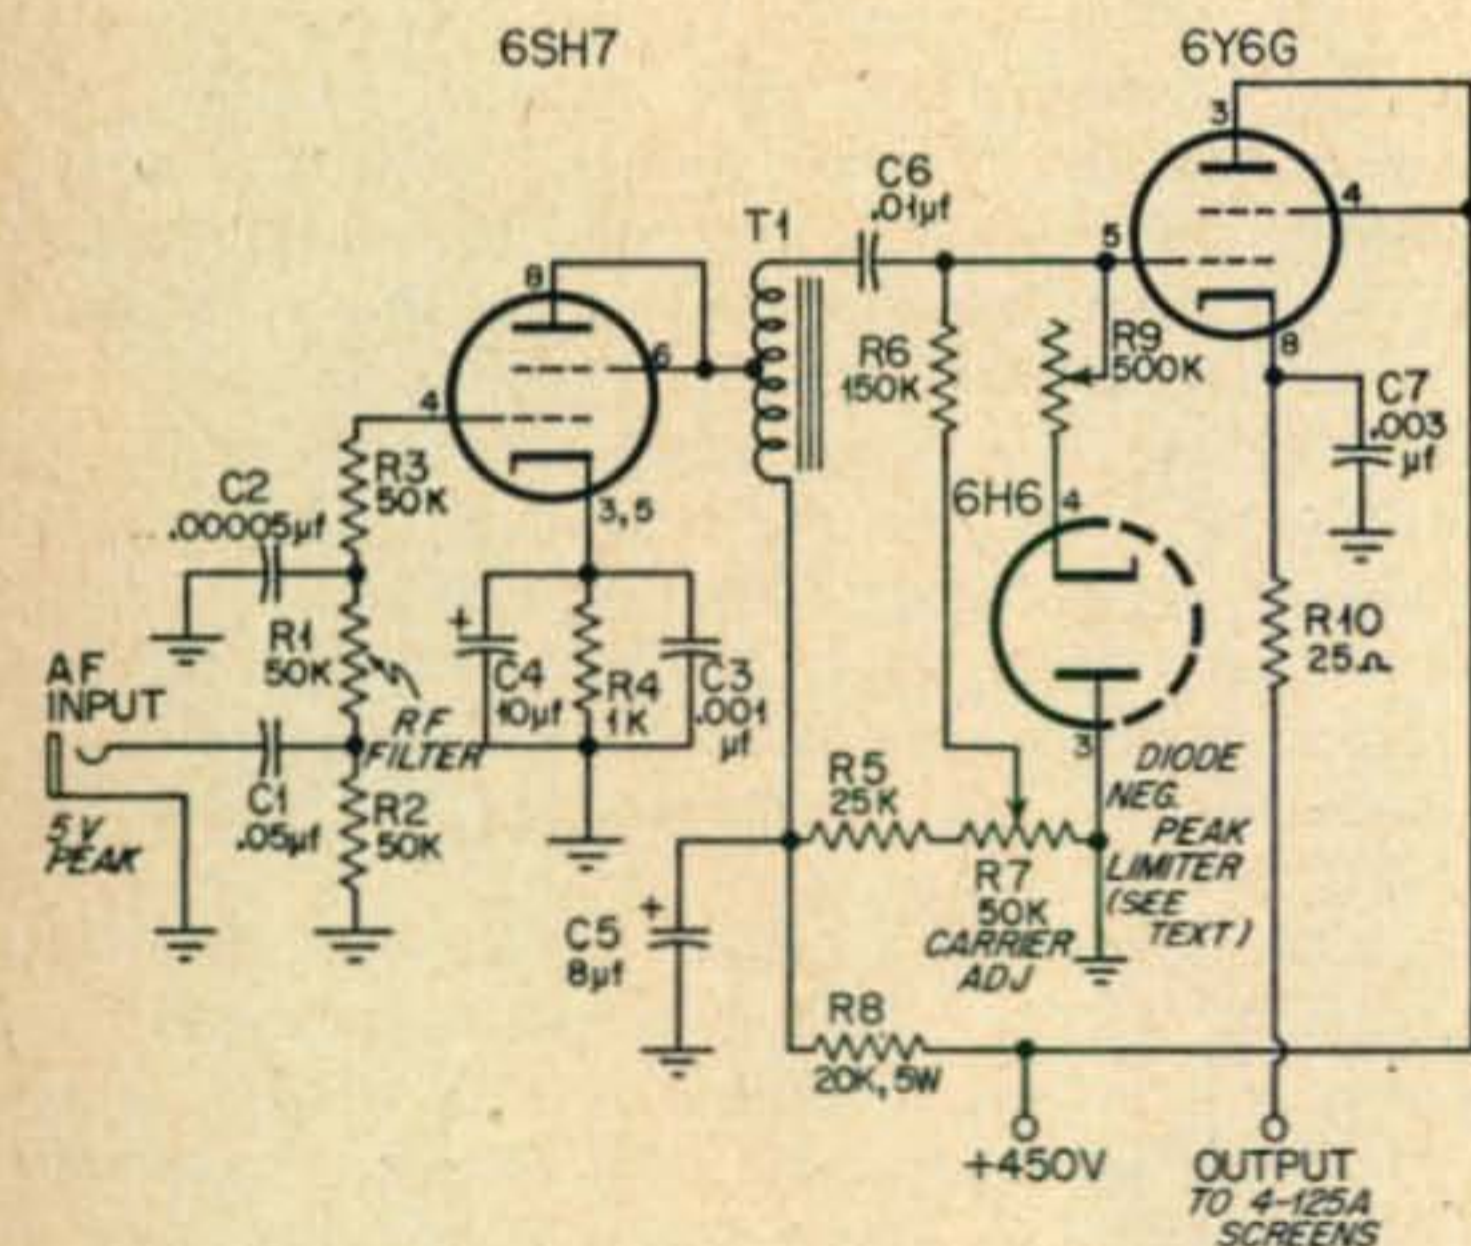 6SH7
6Y6G
3
4
5
8
C6
.01µf
T1
8
6
4
3,5
R6
150K
R9
500K
C7
.003
µf
R3
50K
C2
.00005µf
6H6
4
3
R1
50K
RF
FILTER
C4
10µf
R4
1K
C3
.001
µf
R10
25Ω
AF
INPUT
5V
PEAK
C1
.05µf
R2
50K
R5
25K
DIODE
NEG.
PEAK
LIMITER
(SEE
TEXT)
R7
50K
CARRIER
ADJ
C5
8µf
R8
20K, 5W
+450V
OUTPUT
TO 4-125A
SCREENS
+
+